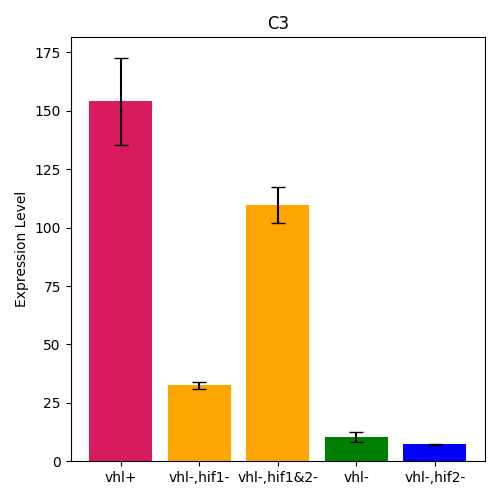 C3
Expression Level
175
150
125
100
75
50
25
0
vhl+
vhl-,hif1-
vhl-,hif1&2-
vhl-
vhl-,hif2-